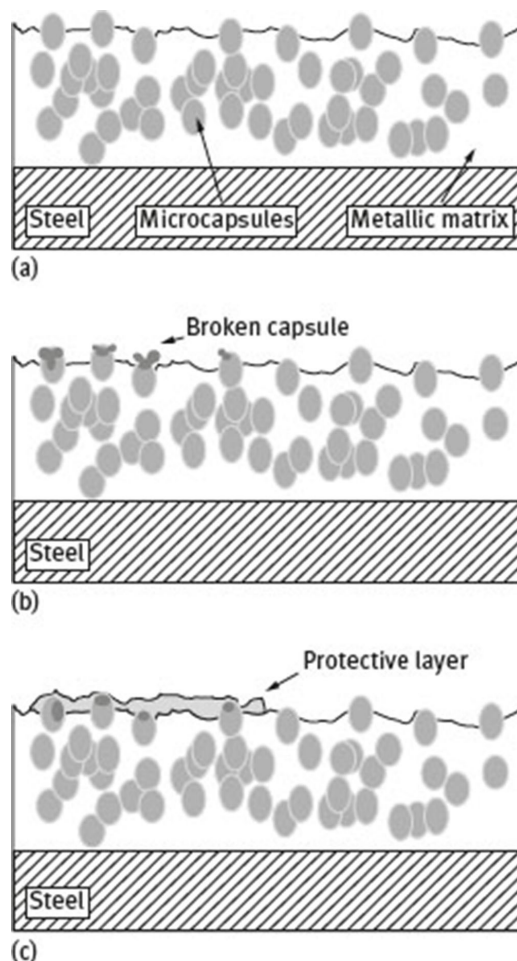 Steel
Microcapsules
Metallic matrix
(a)
Broken capsule
Steel
(b)
Protective layer
Steel
(c)